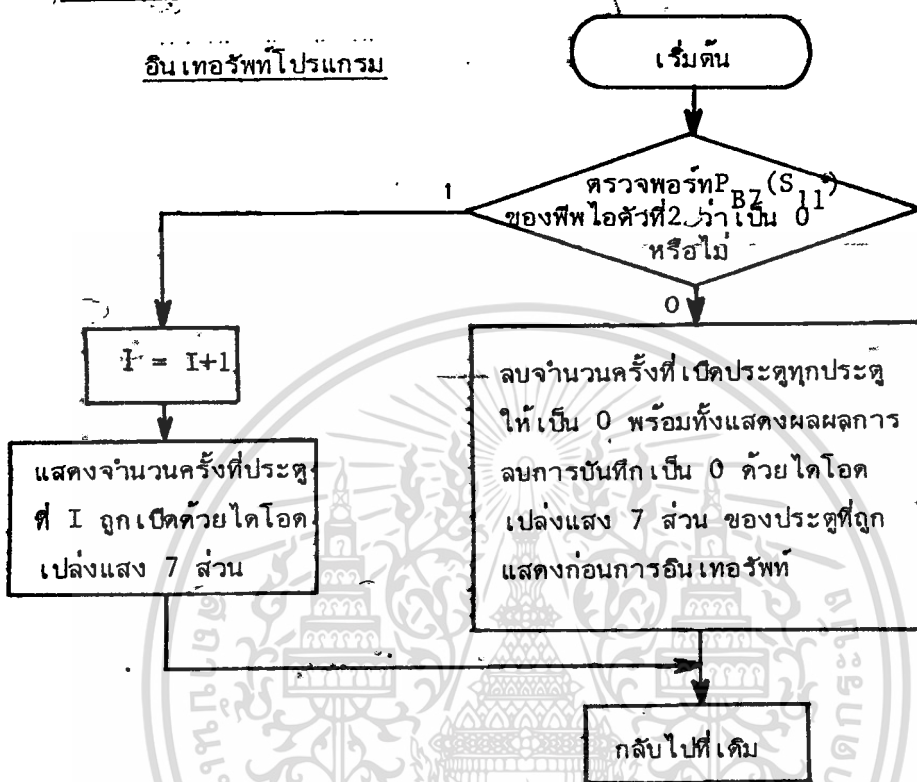 อินเทอรัพท์โปรแกรม
เริ่มต้น
ตรวจพอร์ทP_B7(S_11)
ของพีพไอตัวที่2 ว่าเป็น 0
หรือไม่
1
0
I = I+1
แสดงจำนวนครั้งที่ประตู
ที่ I ถูกเปิดด้วยไดโอด
เปล่งแสง 7 ส่วน
ลบจำนวนครั้งที่เปิดประตูทุกประตู
ให้เป็น 0 พร้อมทั้งแสดงผลผลการ
ลบการบันทึกเป็น 0 ด้วยไดโอด
เปล่งแสง 7 ส่วน ของประตูที่ถูก
แสดงก่อนการอินเทอรัพท์
กลับไปที่เดิม